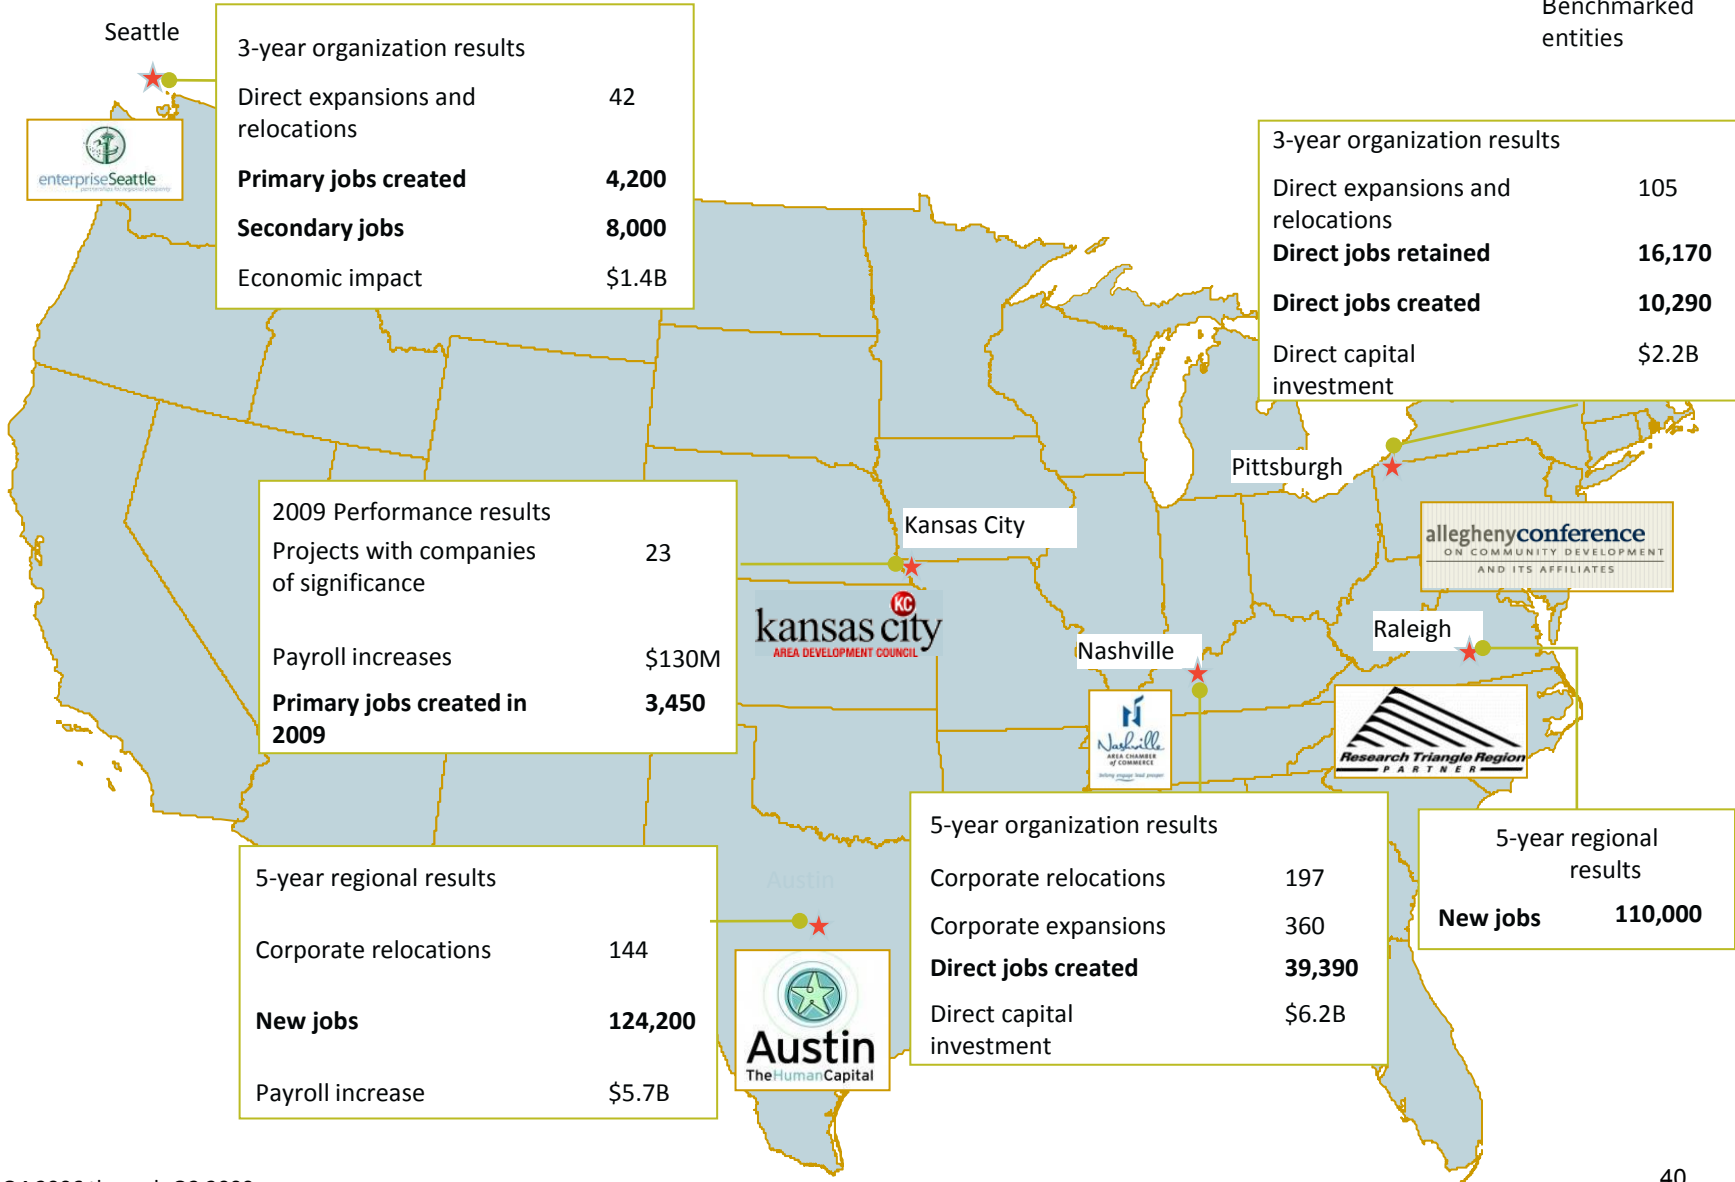 Benchmarked
entities
Seattle
3-year organization results
Direct expansions and 42
relocations
Primary jobs created 4,200
Secondary jobs 8,000
Economic impact $1.4B
enterpriseSeattle
3-year organization results
Direct expansions and 105
relocations
Direct jobs retained 16,170
Direct jobs created 10,290
Direct capital $2.2B
investment
Pittsburgh
alleghenyconference
ON COMMUNITY DEVELOPMENT
AND ITS AFFILIATES
2009 Performance results
Projects with companies 23
of significance
Payroll increases $130M
Primary jobs created in 3,450
2009
Kansas City
KC
kansas city
AREA DEVELOPMENT COUNCIL
Nashville
Nashville
AREA CHAMBER
of COMMERCE
Raleigh
Research Triangle Region
PARTNER
5-year regional results
Corporate relocations 144
New jobs 124,200
Payroll increase $5.7B
Austin
Austin
TheHumanCapital
5-year organization results
Corporate relocations 197
Corporate expansions 360
Direct jobs created 39,390
Direct capital $6.2B
investment
5-year regional
results
New jobs 110,000
40